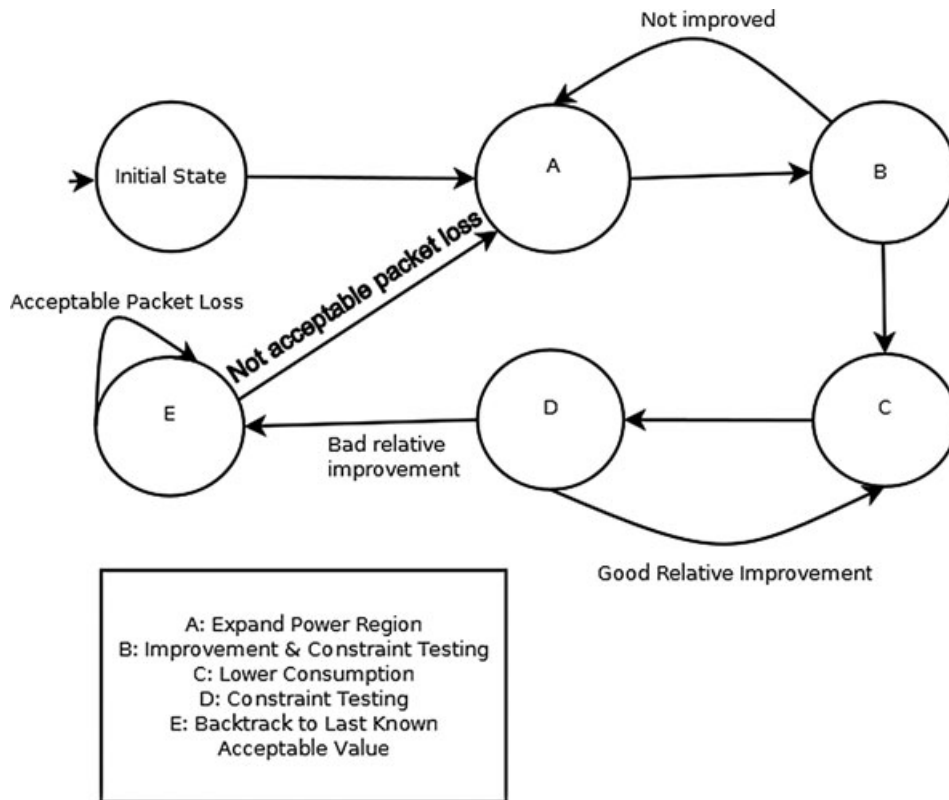 Not improved
Initial State
A
B
Not acceptable packet loss
Acceptable Packet Loss
E
D
C
Bad relative
improvement
Good Relative Improvement
A: Expand Power Region
B: Improvement & Constraint Testing
C: Lower Consumption
D: Constraint Testing
E: Backtrack to Last Known
Acceptable Value